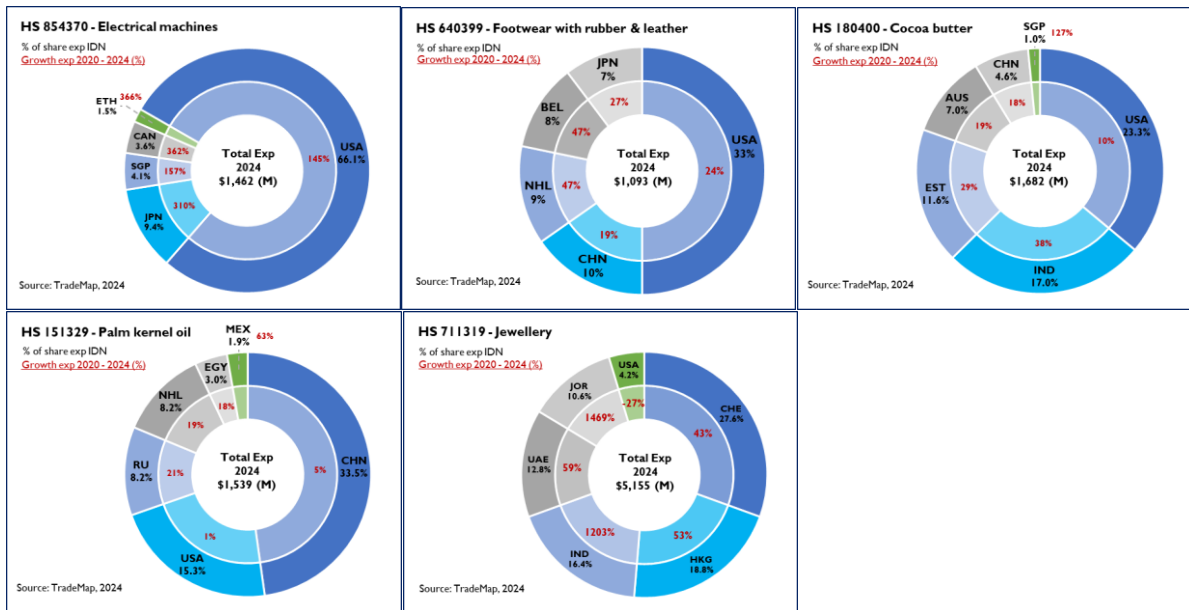 HS 854370 - Electrical machines
% of share exp IDN
Growth exp 2020 - 2024 (%)
ETH
1.5%
366%
CAN
3.6%
362%
SGP
4.1%
157%
JPN
9.4%
310%
USA
66.1%
145%
Total Exp
2024
$1,462 (M)
Source: TradeMap, 2024
HS 640399 - Footwear with rubber & leather
% of share exp IDN
Growth exp 2020 - 2024 (%)
JPN
7%
27%
BEL
8%
47%
NHL
9%
47%
CHN
10%
19%
USA
33%
24%
Total Exp
2024
$1,093 (M)
Source: TradeMap, 2024
HS 180400 - Cocoa butter
% of share exp IDN
Growth exp 2020 - 2024 (%)
SGP
1.0%
127%
CHN
4.6%
18%
AUS
7.0%
19%
EST
11.6%
29%
IND
17.0%
38%
USA
23.3%
10%
Total Exp
2024
$1,682 (M)
Source: TradeMap, 2024
HS 151329 - Palm kernel oil
% of share exp IDN
Growth exp 2020 - 2024 (%)
MEX
1.9%
63%
EGY
3.0%
18%
NHL
8.2%
19%
RU
8.2%
21%
USA
15.3%
1%
CHN
33.5%
5%
Total Exp
2024
$1,539 (M)
Source: TradeMap, 2024
HS 711319 - Jewellery
% of share exp IDN
Growth exp 2020 - 2024 (%)
USA
4.2%
-27%
JOR
10.6%
1469%
UAE
12.8%
59%
IND
16.4%
1203%
HKG
18.8%
53%
CHE
27.6%
43%
Total Exp
2024
$5,155 (M)
Source: TradeMap, 2024